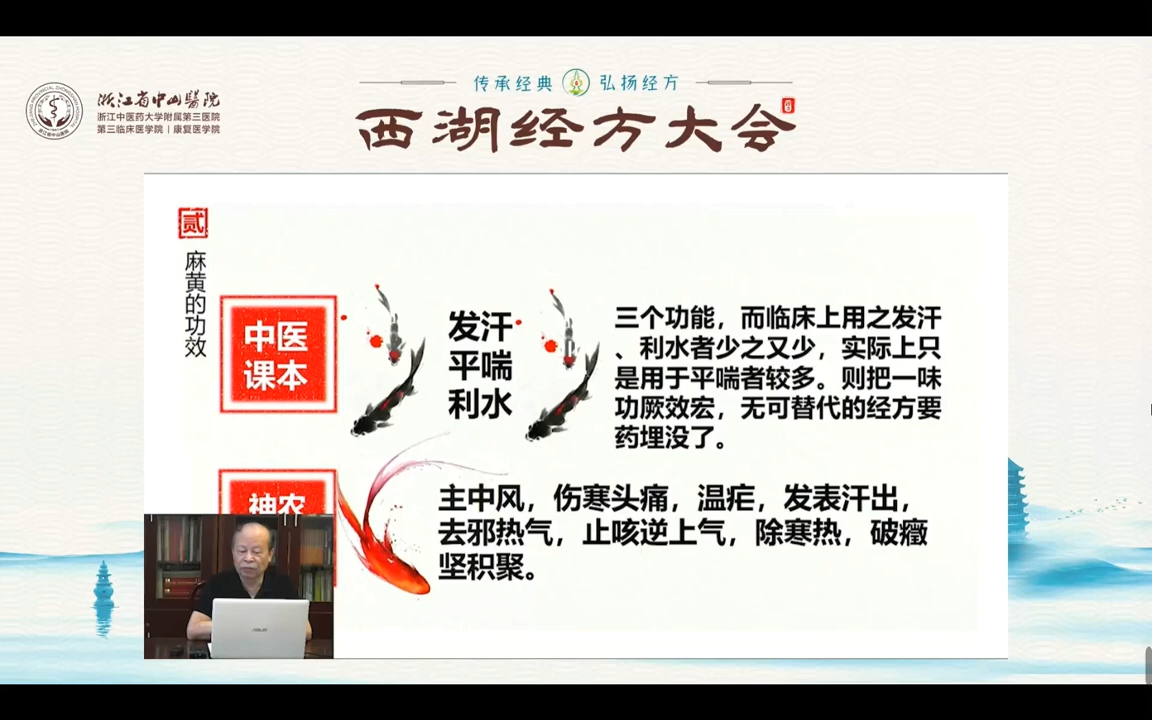 传承经典 弘扬经方
西湖经方大会
浙江省中山醫院
浙江中医药大学附属第三医院
第三临床医学院｜康复医学院
贰
麻黄的功效
中医
课本
发汗
平喘
利水
三个功能，而临床上用之发汗
、利水者少之又少，实际上只
是用于平喘者较多。则把一味
功厥效宏，无可替代的经方要
药埋没了。
神农
主中风，伤寒头痛，温疟，发表汗出，
去邪热气，止咳逆上气，除寒热，破癥
坚积聚。